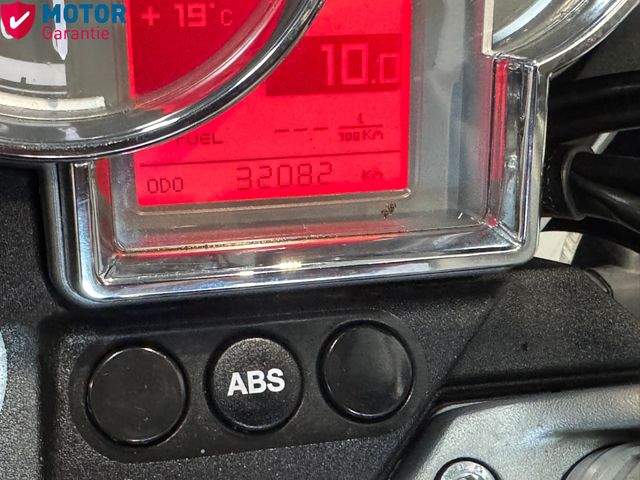 MOTOR
Garantie
+ 19°C
10.0
FUEL ---.- L/100 Km
ODO 32082 Km
ABS